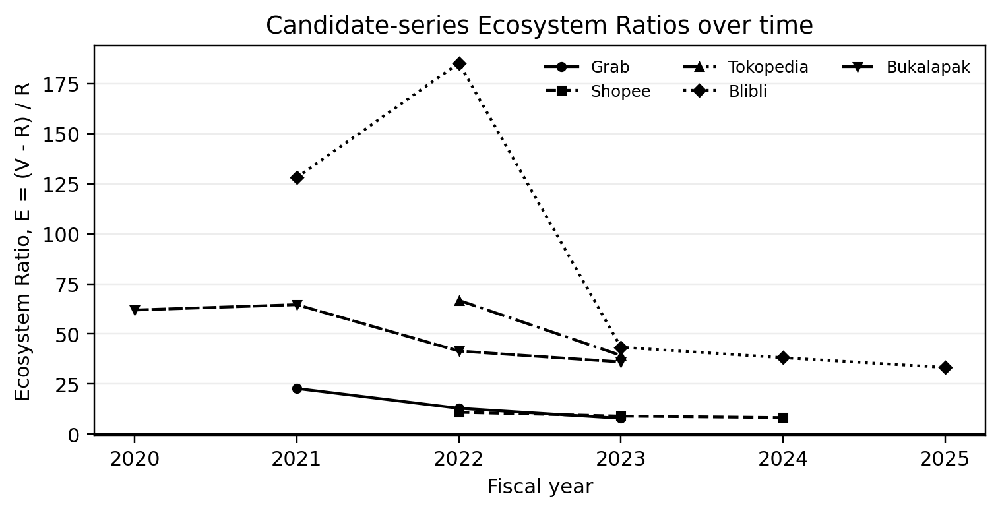 Candidate-series Ecosystem Ratios over time
Ecosystem Ratio, E = (V - R) / R
175
150
125
100
75
50
25
0
Grab
Shopee
Tokopedia
Blibli
Bukalapak
2020 2021 2022 2023 2024 2025
Fiscal year